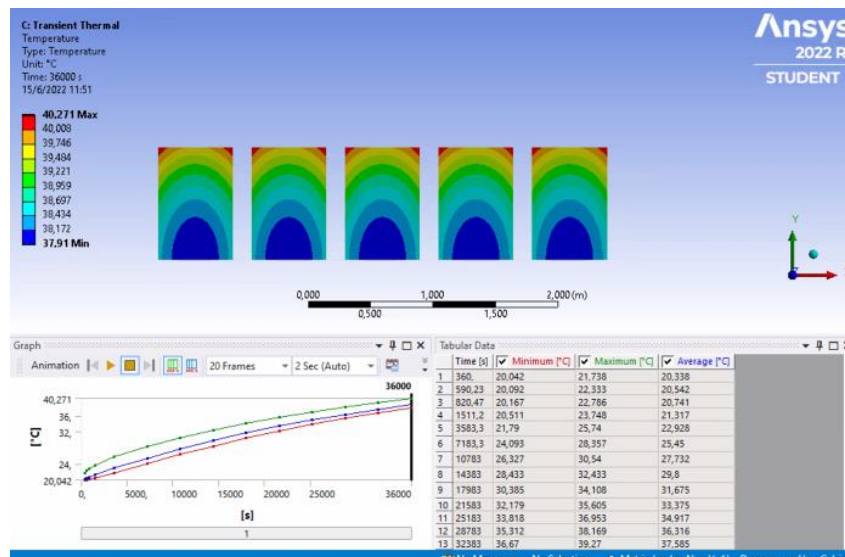 C: Transient Thermal
Temperature
Type: Temperature
Unit: °C
Time: 36000 s
15/6/2022 11:51
40,271 Max
40,008
39,746
39,484
39,221
38,959
38,697
38,434
38,172
37,91 Min
Ansys
2022 R
STUDENT
Y
0,000 1,000 2,000 (m)
0,500 1,500
Graph
Animation 20 Frames 2 Sec (Auto)
36000
40,271
36,
32,
24,
20,042
[°C]
0, 5000, 10000 15000 20000 25000 36000
[s]
1
Tabular Data
Time [s] Minimum [°C] Maximum [°C] Average [°C]
1 360, 20,042 21,738 20,338
2 590,23 20,092 22,333 20,542
3 820,47 20,167 22,786 20,741
4 1511,2 20,511 23,748 21,317
5 3583,3 21,79 25,74 22,928
6 7183,3 24,093 28,357 25,45
7 10783 26,327 30,54 27,732
8 14383 28,433 32,433 29,8
9 17983 30,385 34,108 31,675
10 21583 32,179 35,605 33,375
11 25183 33,818 36,953 34,917
12 28783 35,312 38,169 36,316
13 32383 36,67 39,27 37,585